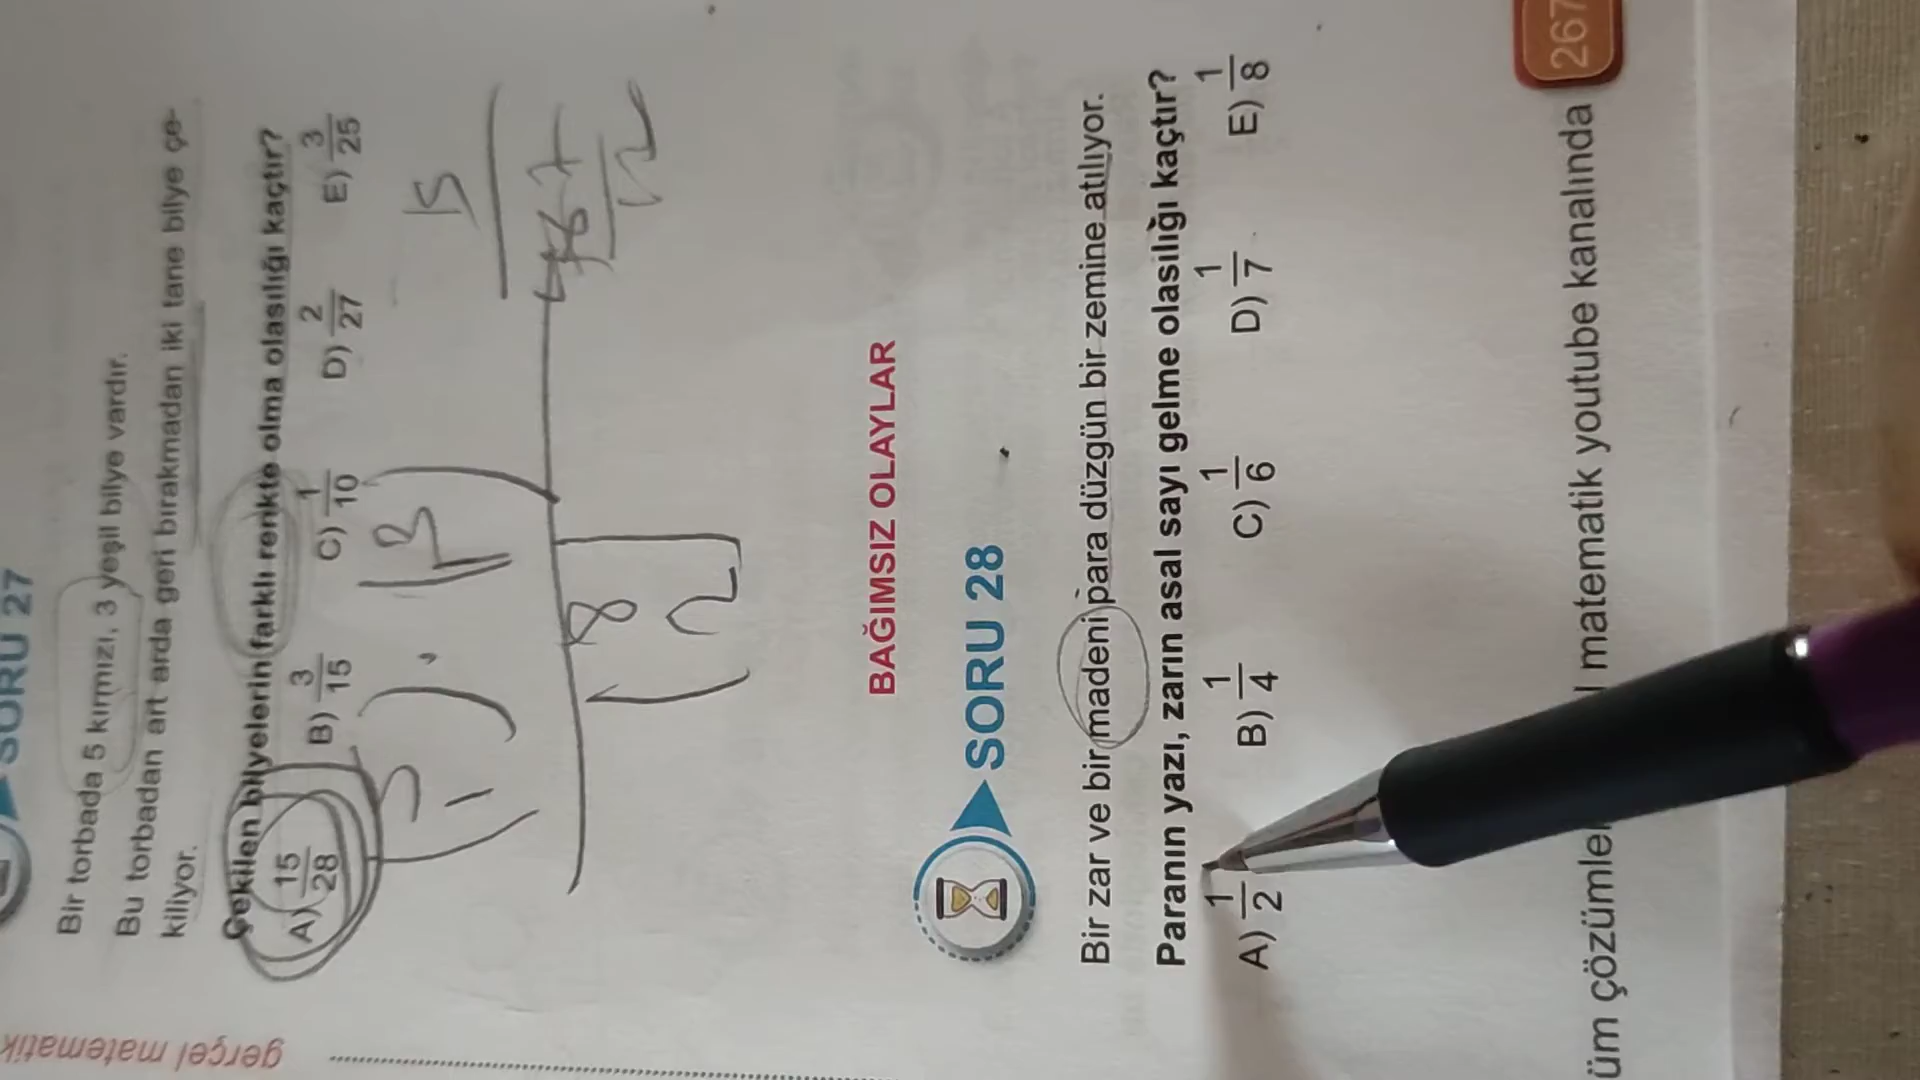 SORU 27
Bir torbada 5 kırmızı, 3 yeşil bilye vardır.
Bu torbadan art arda geri bırakmadan iki tane bilye çe-
kiliyor.
Çekilen bilyelerin farklı renkte olma olasılığı kaçtır?
A) 15/28 B) 3/15 C) 1/10 D) 2/27 E) 3/25
15
BAĞIMSIZ OLAYLAR
SORU 28
Bir zar ve bir madeni para düzgün bir zemine atılıyor.
Paranın yazı, zarın asal sayı gelme olasılığı kaçtır?
A) 1/2 B) 1/4 C) 1/6 D) 1/7 E) 1/8
üm çözümler matematik youtube kanalında
267
gerçel matematik